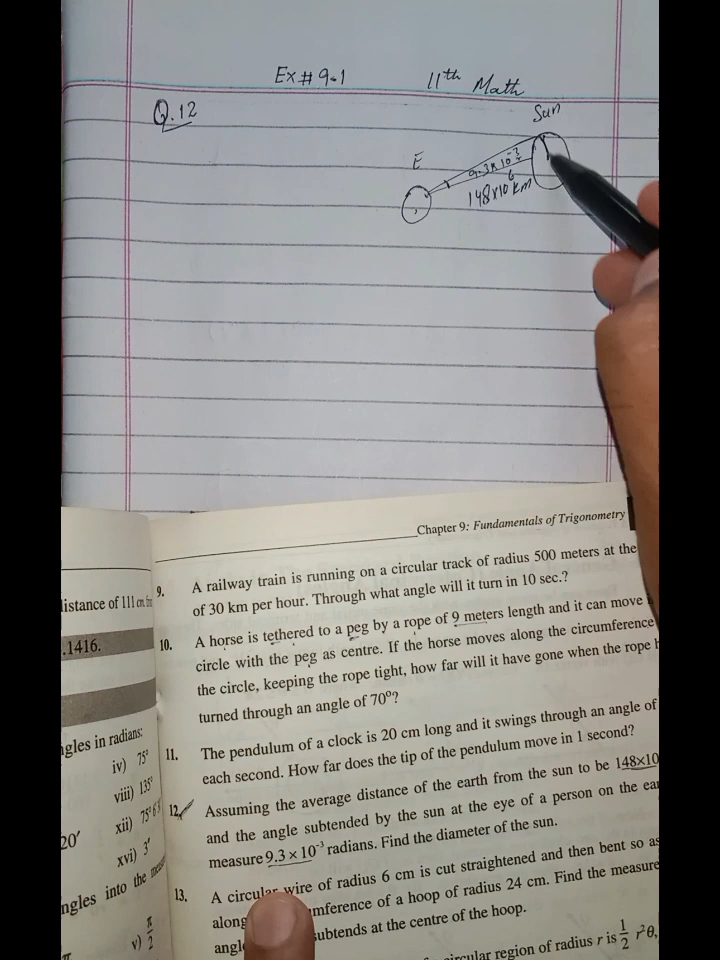 Ex # 9.1 11th Math
Q.12
Sun
E
9.3 × 10⁻³
148×10⁶ km
Chapter 9: Fundamentals of Trigonometry
9. A railway train is running on a circular track of radius 500 meters at the
of 30 km per hour. Through what angle will it turn in 10 sec.?
10. A horse is tethered to a peg by a rope of 9 meters length and it can move
circle with the peg as centre. If the horse moves along the circumference
the circle, keeping the rope tight, how far will it have gone when the rope
turned through an angle of 70°?
11. The pendulum of a clock is 20 cm long and it swings through an angle of
each second. How far does the tip of the pendulum move in 1 second?
12. Assuming the average distance of the earth from the sun to be 148×10
and the angle subtended by the sun at the eye of a person on the
measure 9.3 × 10⁻³ radians. Find the diameter of the sun.
13. A circular wire of radius 6 cm is cut straightened and then bent so as
along mference of a hoop of radius 24 cm. Find the measure
angl subtends at the centre of the hoop.
circular region of radius r is 1/2 r²θ,
distance of 111 cm
.1416.
gles in radians:
iv) 75°
viii) 135°
xii) 75°
20′
xvi) 3′
ngles into the
v) π/2